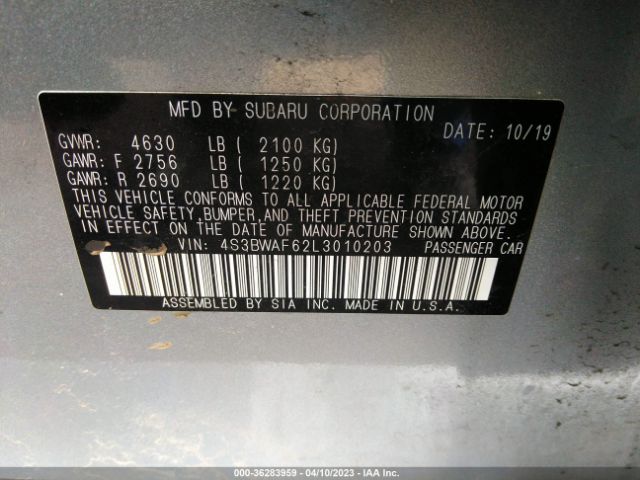 MFD BY SUBARU CORPORATION
DATE: 10/19
GVWR: 4630 LB ( 2100 KG)
GAWR: F 2756 LB ( 1250 KG)
GAWR: R 2690 LB ( 1220 KG)
THIS VEHICLE CONFORMS TO ALL APPLICABLE FEDERAL MOTOR
VEHICLE SAFETY, BUMPER, AND THEFT PREVENTION STANDARDS
IN EFFECT ON THE DATE OF MANUFACTURE SHOWN ABOVE.
VIN: 4S3BWAF62L3010203 PASSENGER CAR
ASSEMBLED BY SIA INC. MADE IN U.S.A.
000-36283959 - 04/10/2023 - IAA Inc.